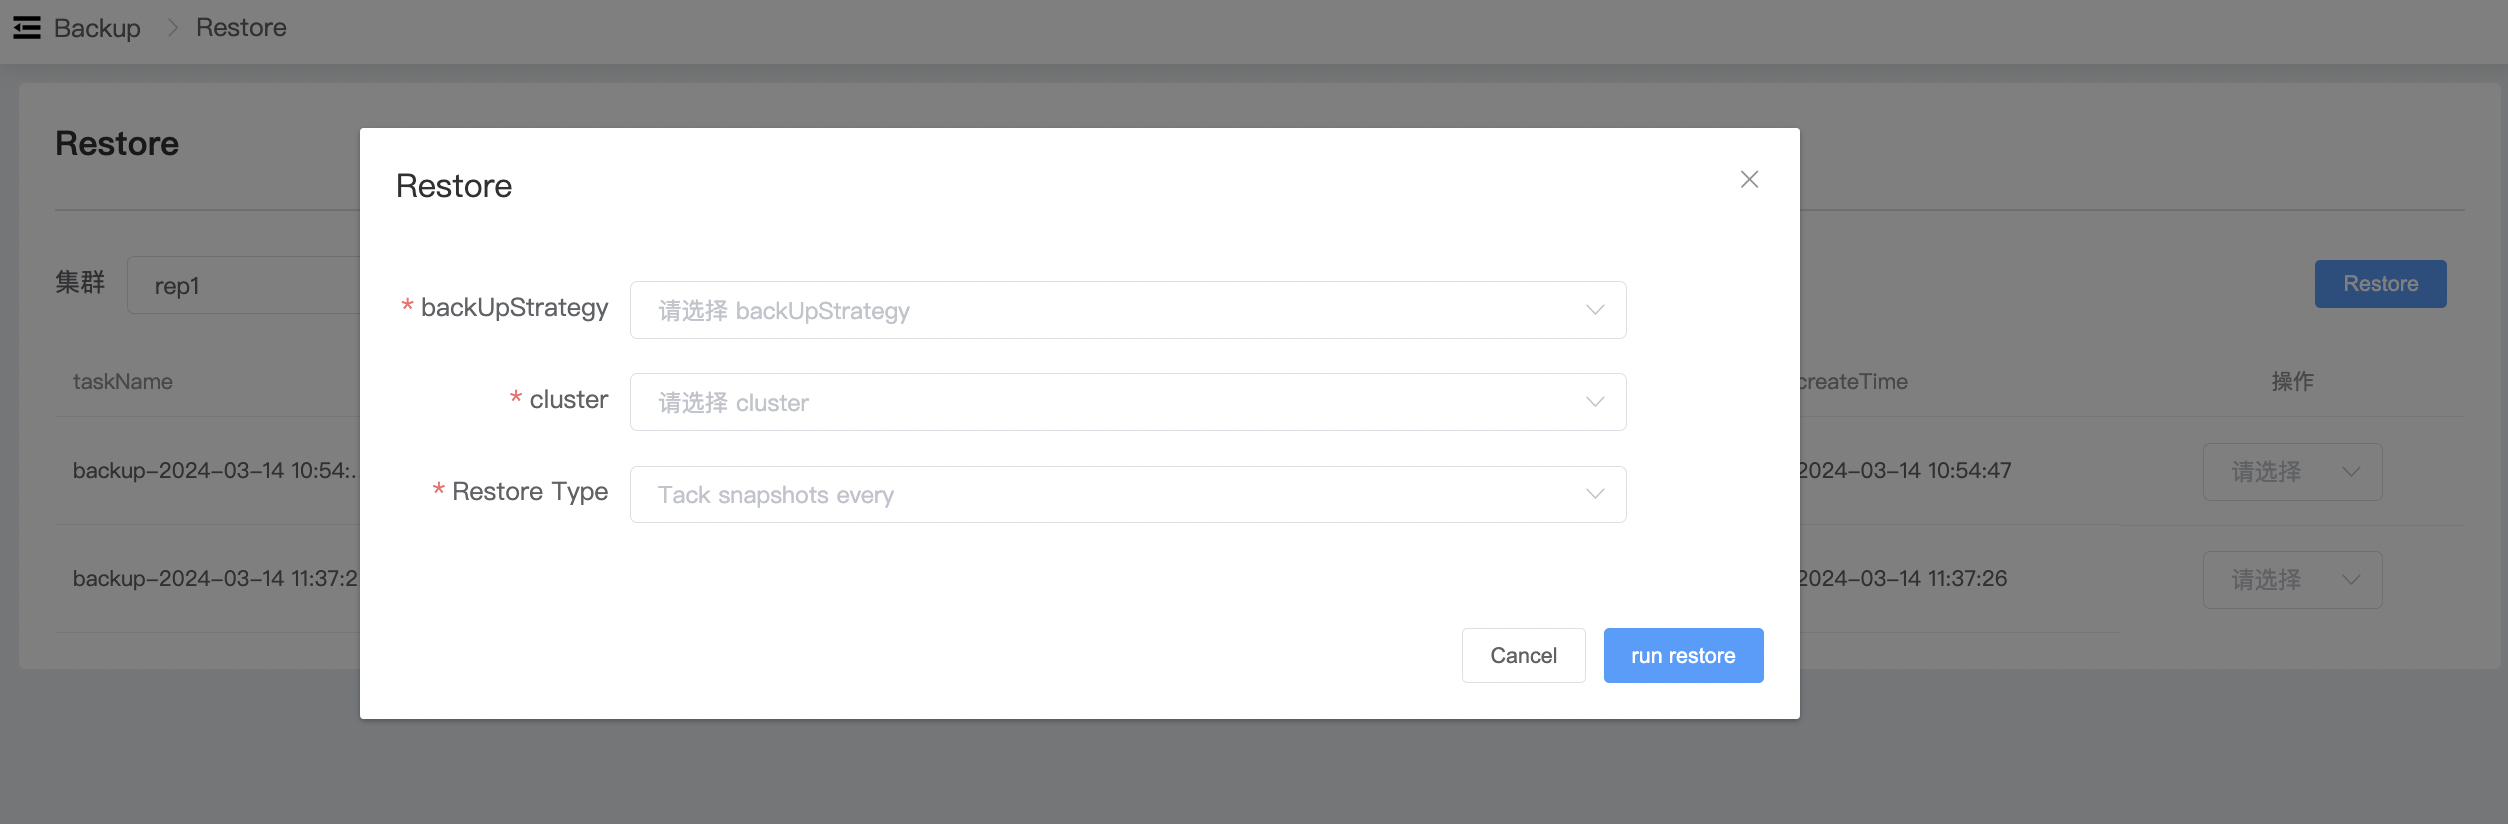 Backup > Restore
Restore
集群 rep1
Restore
taskName
createTime
操作
backup-2024-03-14 10:54:..
2024-03-14 10:54:47
请选择
backup-2024-03-14 11:37:2
2024-03-14 11:37:26
请选择
Restore
* backUpStrategy 请选择 backUpStrategy
* cluster 请选择 cluster
* Restore Type Tack snapshots every
Cancel run restore